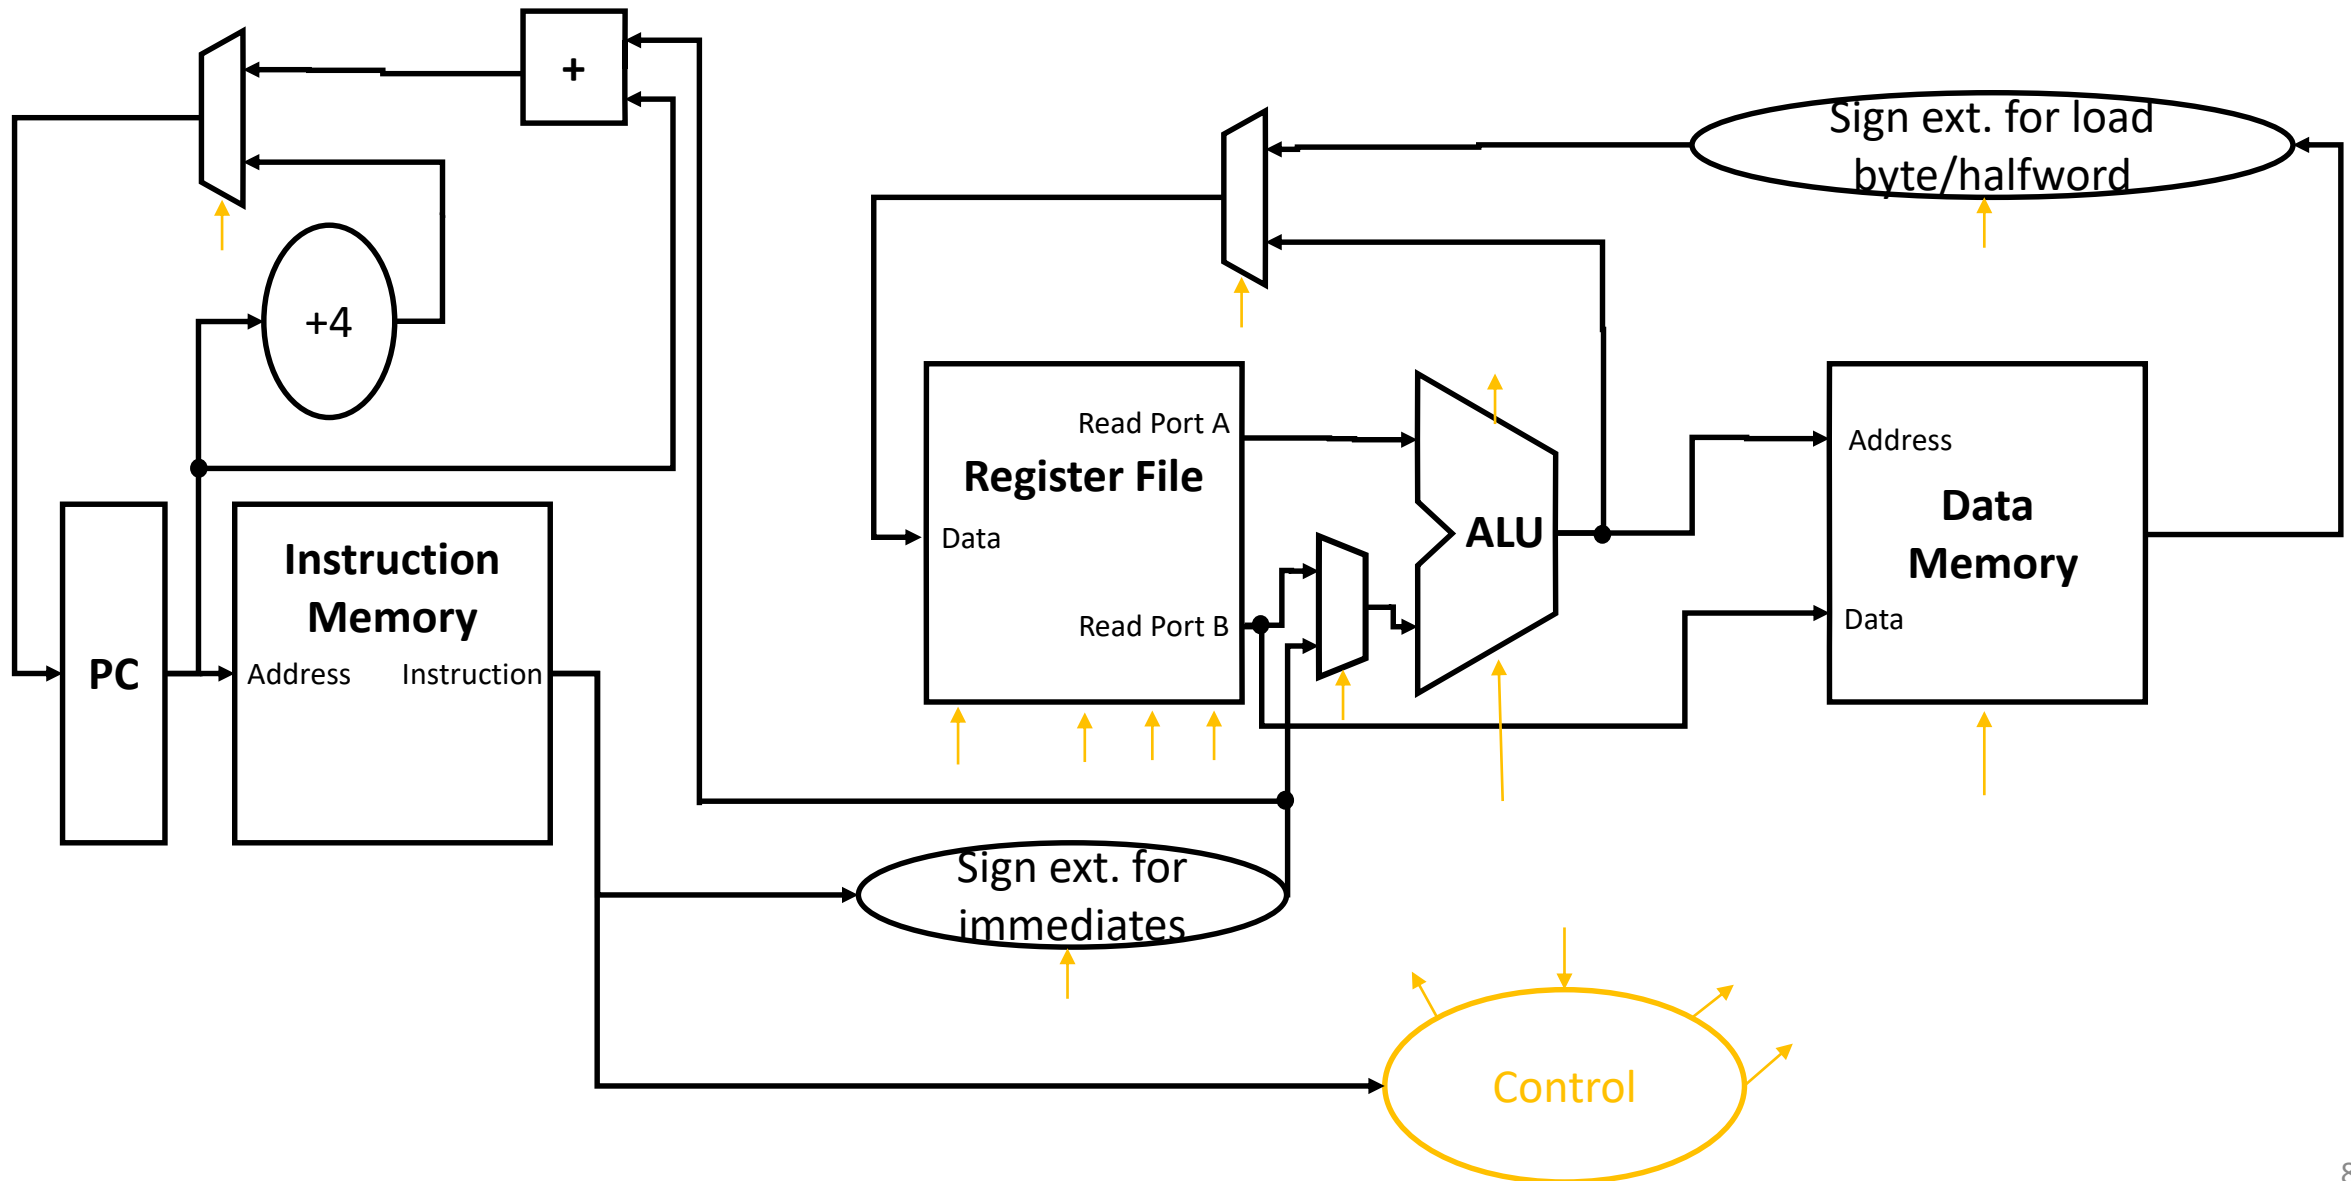 +
Sign ext. for load
byte/halfword
+4
Read Port A
Register File
Data
Read Port B
ALU
Address
Data
Memory
Data
Instruction
Memory
PC
Address
Instruction
Sign ext. for
immediates
Control
8